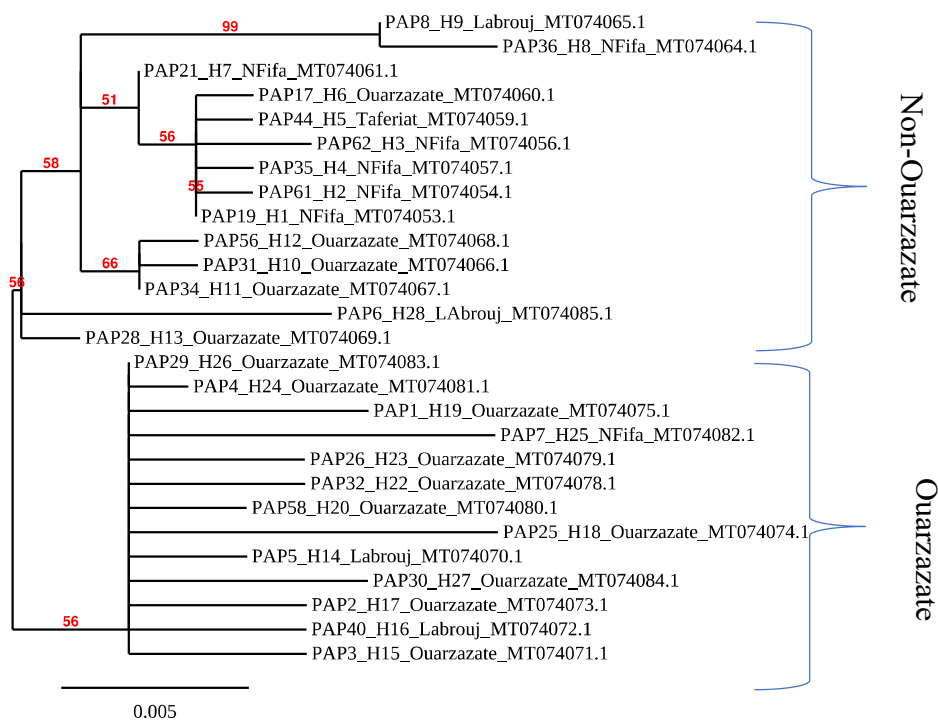 PAP8_H9_Labrouj_MT074065.1
99
PAP36_H8_NFifa_MT074064.1
PAP21_H7_NFifa_MT074061.1
51
PAP17_H6_Ouarzazate_MT074060.1
PAP44_H5_Taferiat_MT074059.1
56
PAP62_H3_NFifa_MT074056.1
58
PAP35_H4_NFifa_MT074057.1
55
PAP61_H2_NFifa_MT074054.1
PAP19_H1_NFifa_MT074053.1
PAP56_H12_Ouarzazate_MT074068.1
66
PAP31_H10_Ouarzazate_MT074066.1
56
PAP34_H11_Ouarzazate_MT074067.1
PAP6_H28_LAbrouj_MT074085.1
PAP28_H13_Ouarzazate_MT074069.1
Non-Ouarzazate
PAP29_H26_Ouarzazate_MT074083.1
PAP4_H24_Ouarzazate_MT074081.1
PAP1_H19_Ouarzazate_MT074075.1
PAP7_H25_NFifa_MT074082.1
PAP26_H23_Ouarzazate_MT074079.1
PAP32_H22_Ouarzazate_MT074078.1
PAP58_H20_Ouarzazate_MT074080.1
PAP25_H18_Ouarzazate_MT074074.1
PAP5_H14_Labrouj_MT074070.1
PAP30_H27_Ouarzazate_MT074084.1
PAP2_H17_Ouarzazate_MT074073.1
56
PAP40_H16_Labrouj_MT074072.1
PAP3_H15_Ouarzazate_MT074071.1
Ouarzazate
0.005